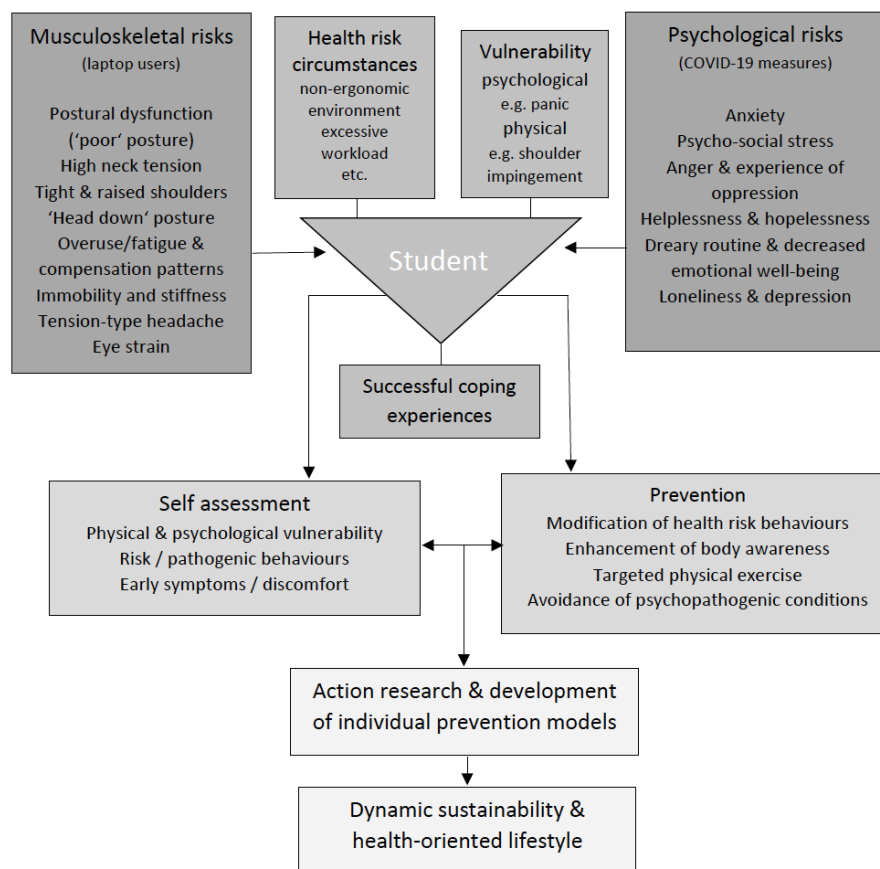 Musculoskeletal risks
(laptop users)
Postural dysfunction
(‘poor‘ posture)
High neck tension
Tight & raised shoulders
‘Head down‘ posture
Overuse/fatigue &
compensation patterns
Immobility and stiffness
Tension-type headache
Eye strain
Health risk
circumstances
non-ergonomic
environment
excessive
workload
etc.
Vulnerability
psychological
e.g. panic
physical
e.g. shoulder
impingement
Psychological risks
(COVID-19 measures)
Anxiety
Psycho-social stress
Anger & experience of
oppression
Helplessness & hopelessness
Dreary routine & decreased
emotional well-being
Loneliness & depression
Student
Successful coping
experiences
Self assessment
Physical & psychological vulnerability
Risk / pathogenic behaviours
Early symptoms / discomfort
Prevention
Modification of health risk behaviours
Enhancement of body awareness
Targeted physical exercise
Avoidance of psychopathogenic conditions
Action research & development
of individual prevention models
Dynamic sustainability &
health-oriented lifestyle